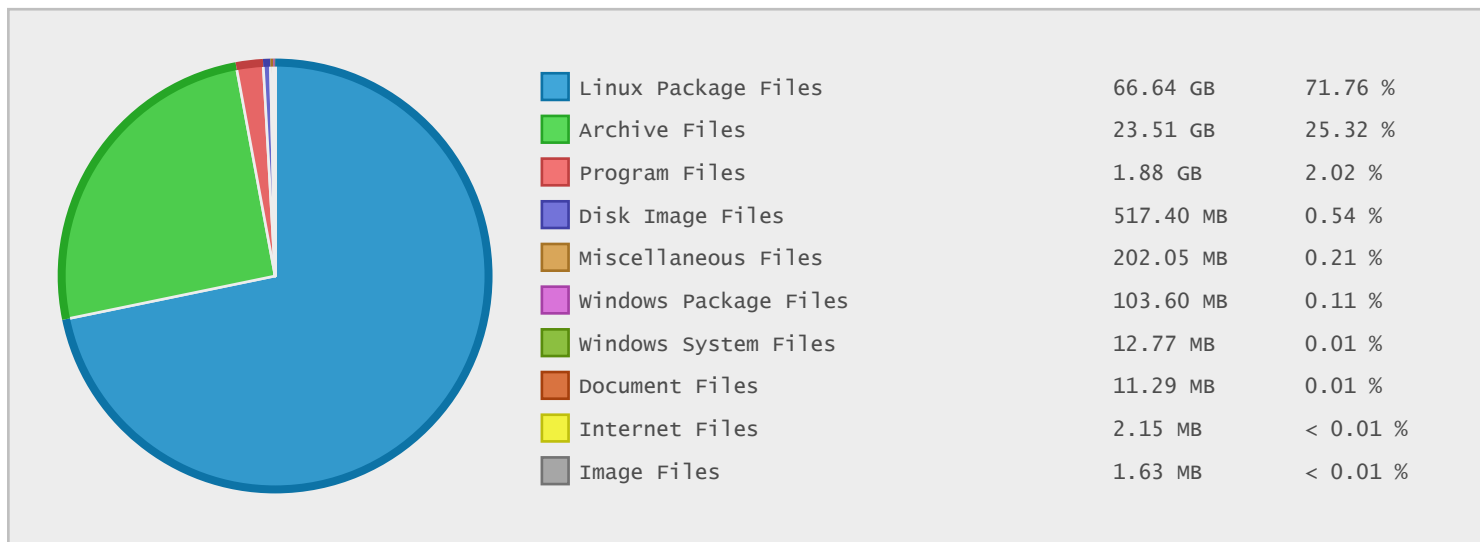 Linux Package Files 66.64 GB 71.76 %
Archive Files 23.51 GB 25.32 %
Program Files 1.88 GB 2.02 %
Disk Image Files 517.40 MB 0.54 %
Miscellaneous Files 202.05 MB 0.21 %
Windows Package Files 103.60 MB 0.11 %
Windows System Files 12.77 MB 0.01 %
Document Files 11.29 MB 0.01 %
Internet Files 2.15 MB < 0.01 %
Image Files 1.63 MB < 0.01 %